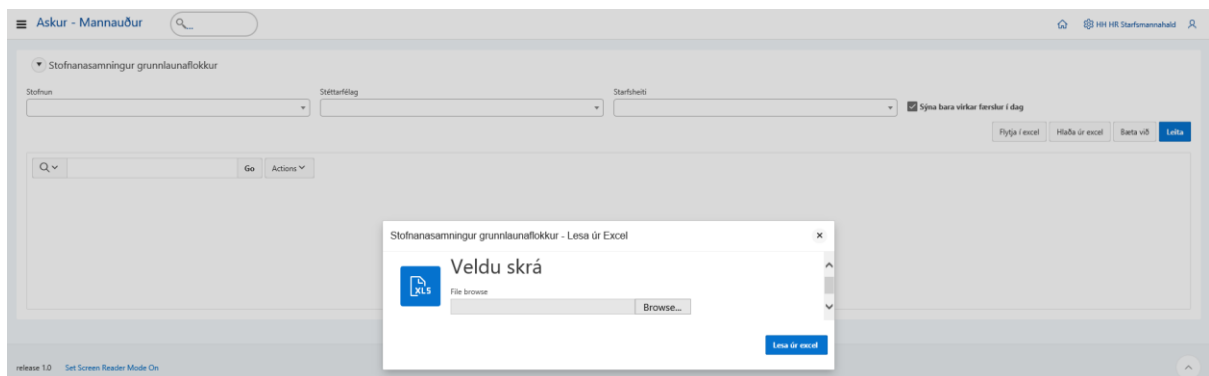 Askur - Mannauður
HH HR Starfsmannahald
Stofnanasamningur grunnlaunaflokkur
Stofnun Stéttarfélag Starfsheiti
Sýna bara virkar færslur í dag
Flytja í excel Hlaða úr excel Bæta við Leita
Go Actions
Stofnanasamningur grunnlaunaflokkur - Lesa úr Excel
Veldu skrá
XLS
File browse
Browse...
Lesa úr excel
release 1.0 Set Screen Reader Mode On